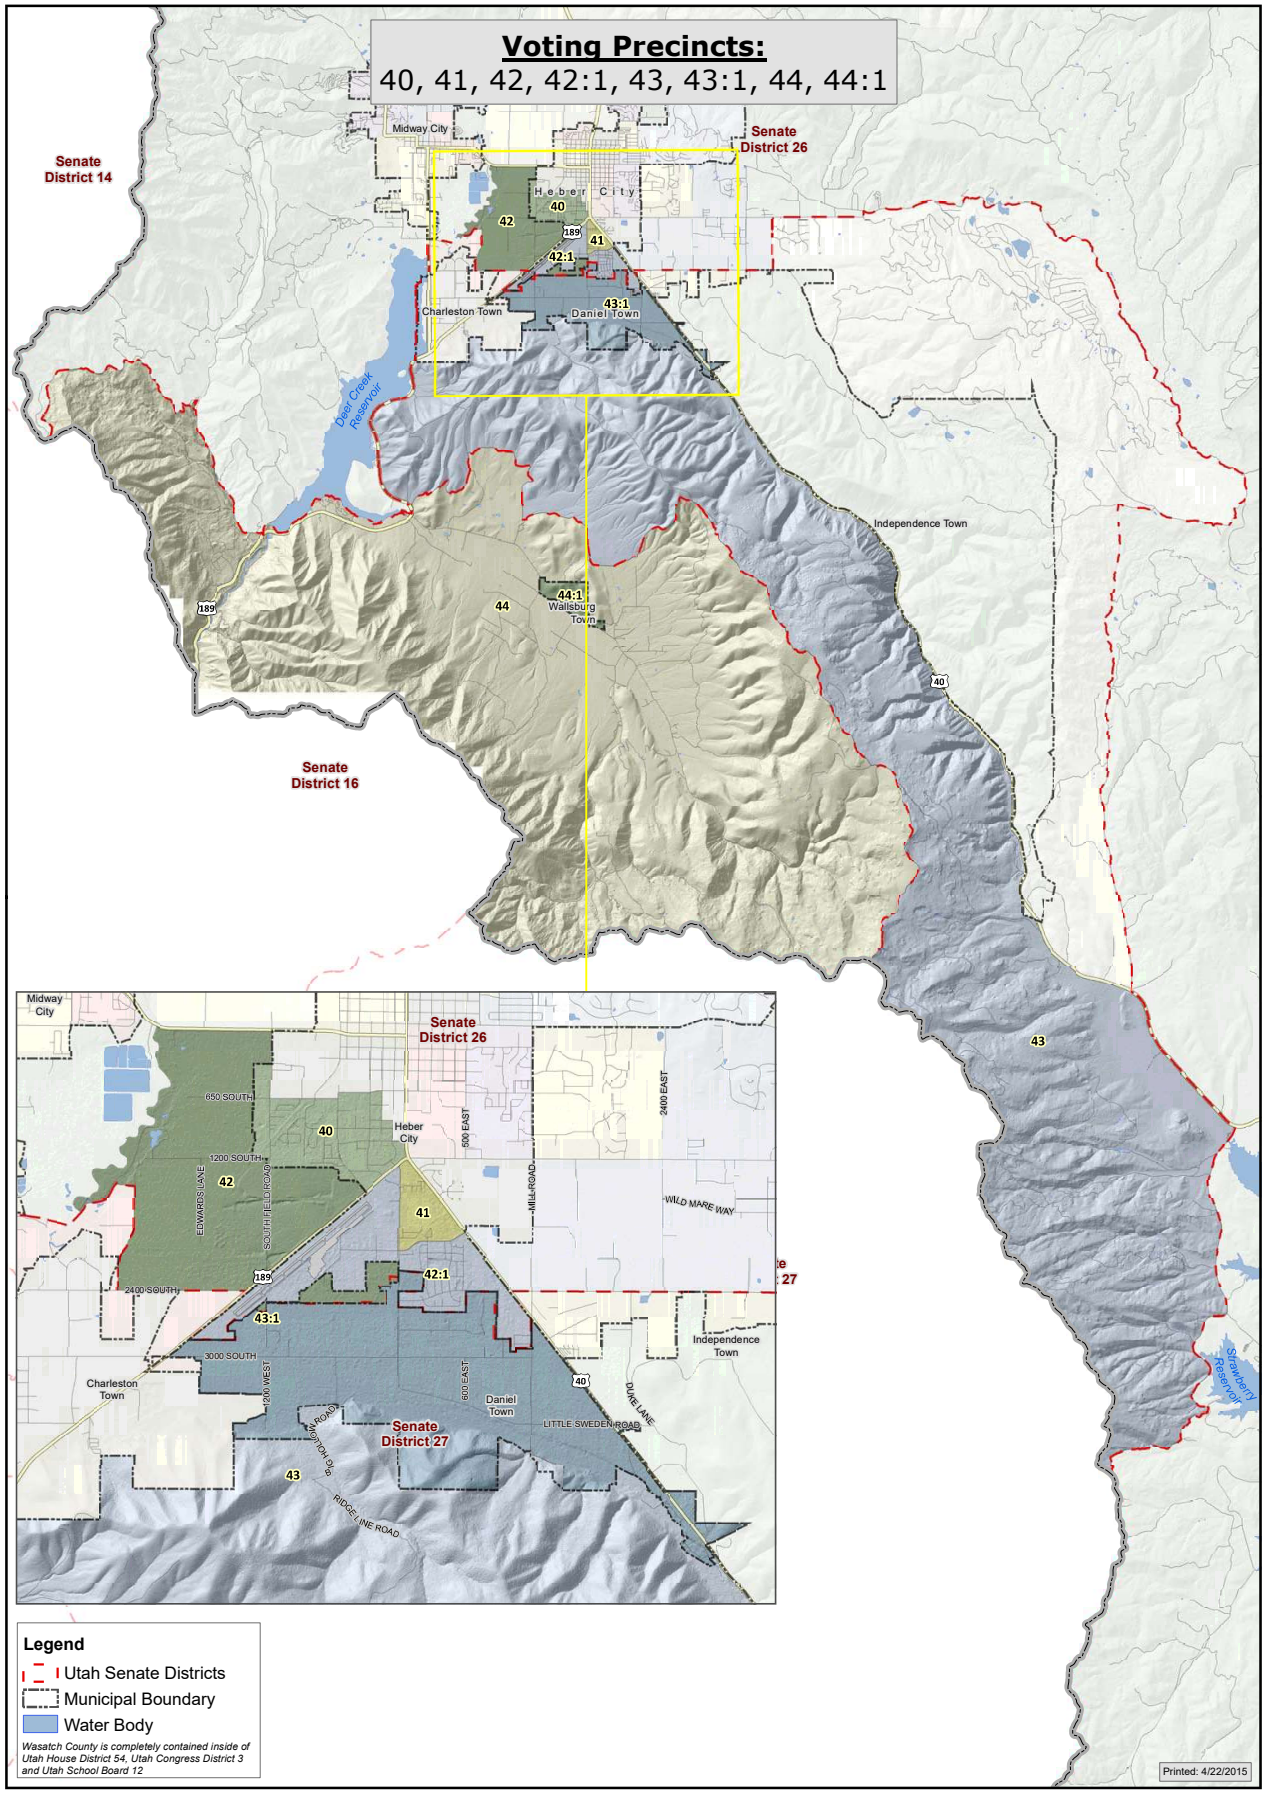 Voting Precincts:
40, 41, 42, 42:1, 43, 43:1, 44, 44:1
Midway City
Senate
District 26
Senate
District 14
Heber City
40
42
189
41
42:1
43:1
Charleston Town
Daniel Town
Deer Creek
Reservoir
Independence Town
44:1
44
Wallsburg
Town
189
40
Senate
District 16
43
Midway
City
Senate
District 26
650 SOUTH
2400 EAST
40
Heber
City
500 EAST
1200 SOUTH
42
EDWARDS LANE
SOUTH FIELD ROAD
MILL ROAD
WILD MARE WAY
41
te
27
42:1
189
2400 SOUTH
43:1
Independence
Town
3000 SOUTH
1200 WEST
600 EAST
40
Charleston
Town
DUKE LANE
Daniel
Town
Senate
District 27
LITTLE SWEDEN ROAD
BIG HOLLOW ROAD
43
RIDGE LINE ROAD
Strawberry
Reservoir
Legend
Utah Senate Districts
Municipal Boundary
Water Body
Wasatch County is completely contained inside of
Utah House District 54, Utah Congress District 3
and Utah School Board 12
Printed: 4/22/2015